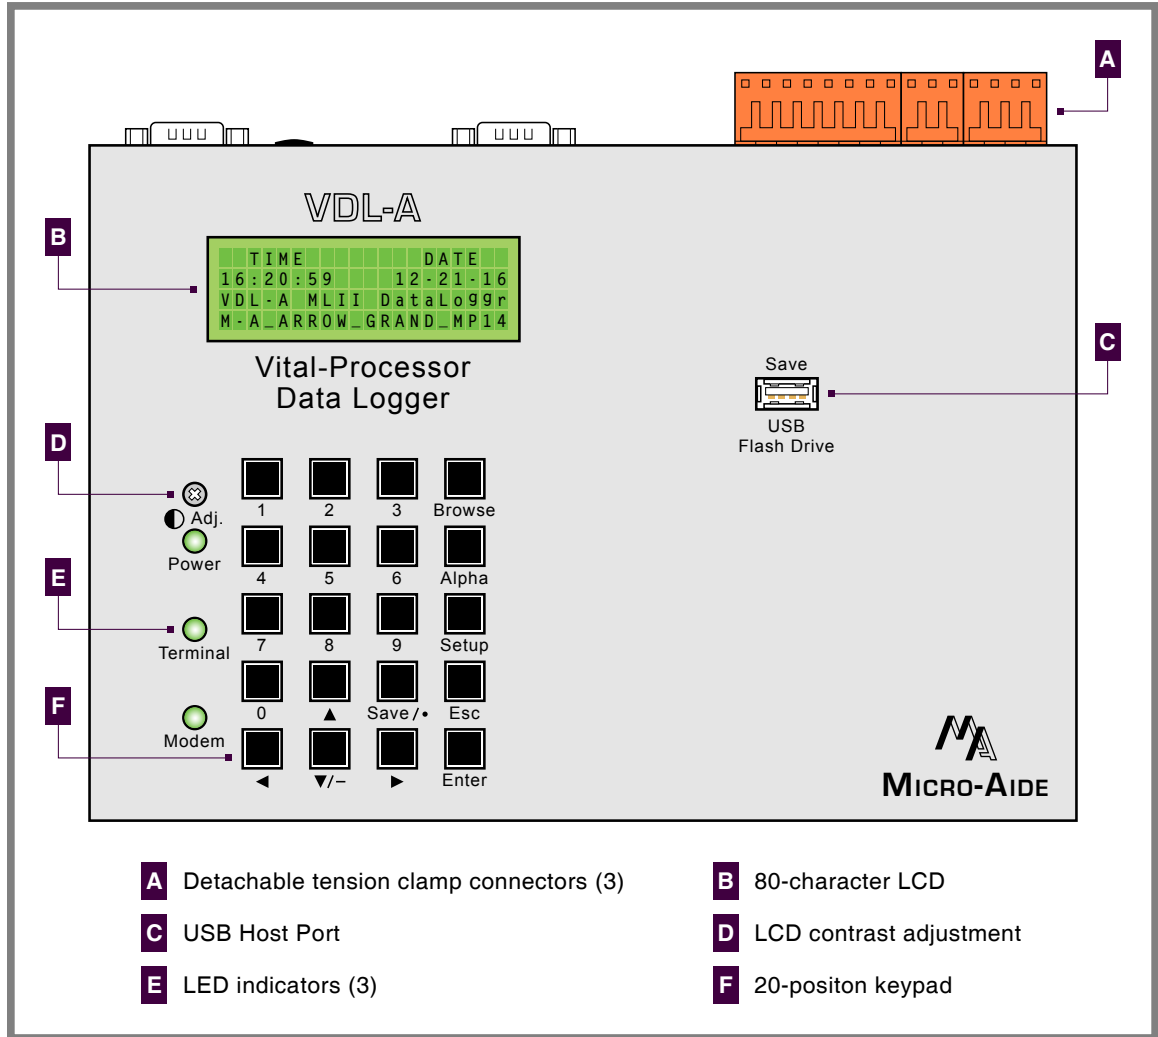 A
VDL-A
B
TIME DATE
16:20:59 12-21-16
VDL-A MLII DataLoggr
M-A_ARROW_GRAND_MP14
Vital-Processor
Data Logger
C
Save
USB
Flash Drive
D
Adj.
1 2 3 Browse
Power
4 5 6 Alpha
E
Terminal
7 8 9 Setup
F
0 ▲ Save/• Esc
Modem
◀ ▼/– ▶ Enter
MA
MICRO-AIDE
A Detachable tension clamp connectors (3)
B 80-character LCD
C USB Host Port
D LCD contrast adjustment
E LED indicators (3)
F 20-positon keypad